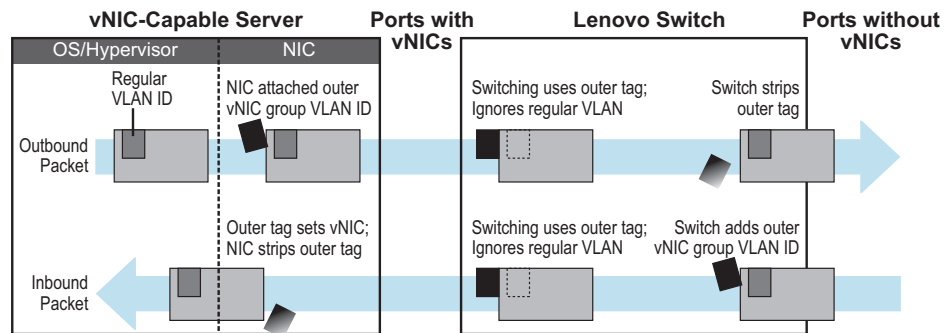 vNIC-Capable Server
Ports with
vNICs
Lenovo Switch
Ports without
vNICs
OS/Hypervisor
NIC
Regular
VLAN ID
NIC attached outer
vNIC group VLAN ID
Switching uses outer tag;
Ignores regular VLAN
Switch strips
outer tag
Outbound
Packet
Outer tag sets vNIC;
NIC strips outer tag
Switching uses outer tag;
Ignores regular VLAN
Switch adds outer
vNIC group VLAN ID
Inbound
Packet